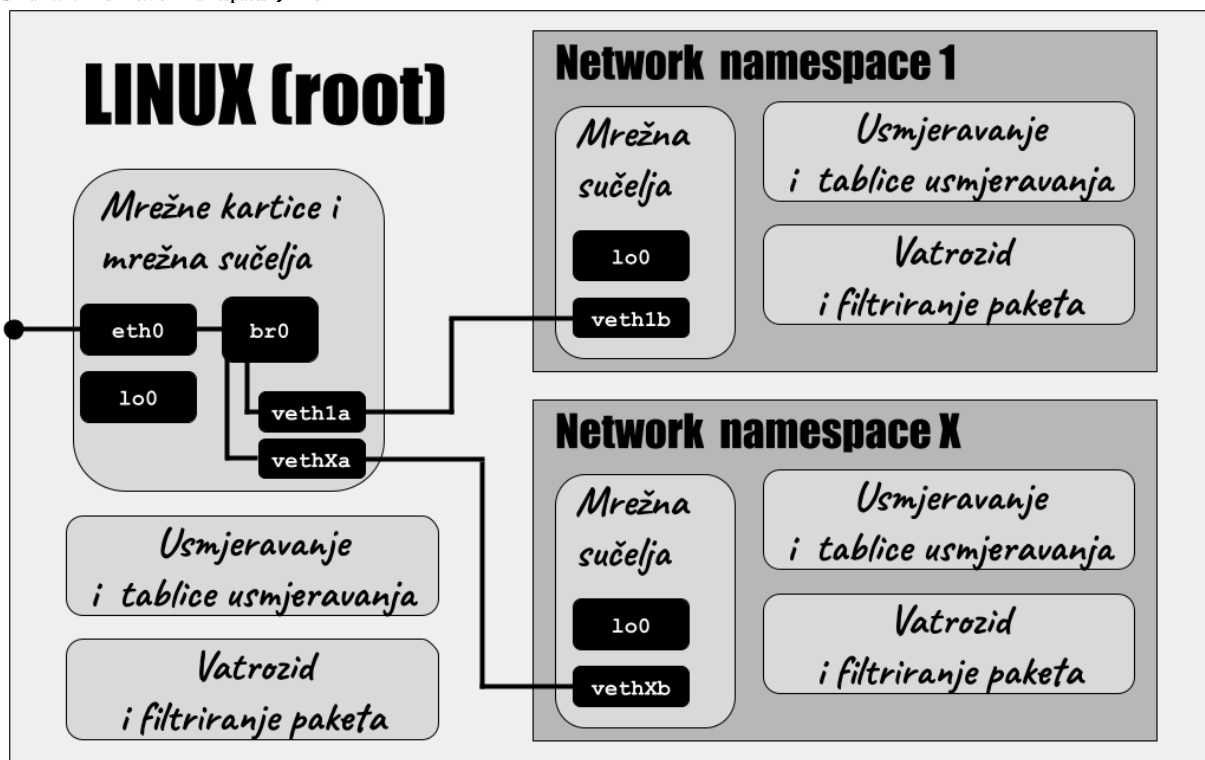 LINUX (root)
Mrežne kartice i
mrežna sučelja
eth0
br0
lo0
veth1a
vethXa
Usmjeravanje
i tablice usmjeravanja
Vatrozid
i filtriranje paketa
Network namespace 1
Mrežna
sučelja
lo0
veth1b
Usmjeravanje
i tablice usmjeravanja
Vatrozid
i filtriranje paketa
Network namespace X
Mrežna
sučelja
lo0
vethXb
Usmjeravanje
i tablice usmjeravanja
Vatrozid
i filtriranje paketa